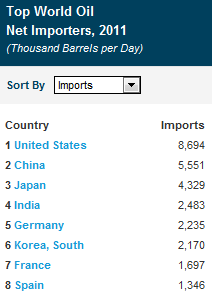 Top World Oil
Net Importers, 2011
(Thousand Barrels per Day)
Sort By Imports
Country Imports
1 United States 8,694
2 China 5,551
3 Japan 4,329
4 India 2,483
5 Germany 2,235
6 Korea, South 2,170
7 France 1,697
8 Spain 1,346